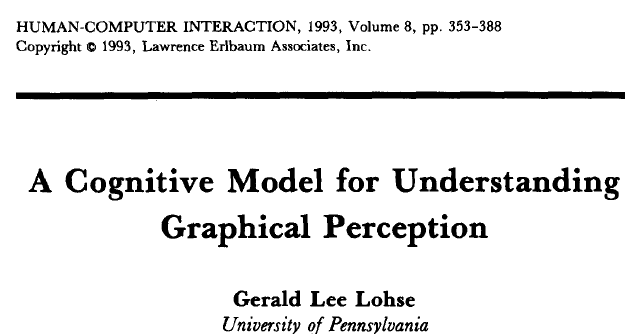 HUMAN-COMPUTER INTERACTION, 1993, Volume 8, pp. 353-388
Copyright © 1993, Lawrence Erlbaum Associates, Inc.
A Cognitive Model for Understanding
Graphical Perception
Gerald Lee Lohse
University of Pennsylvania